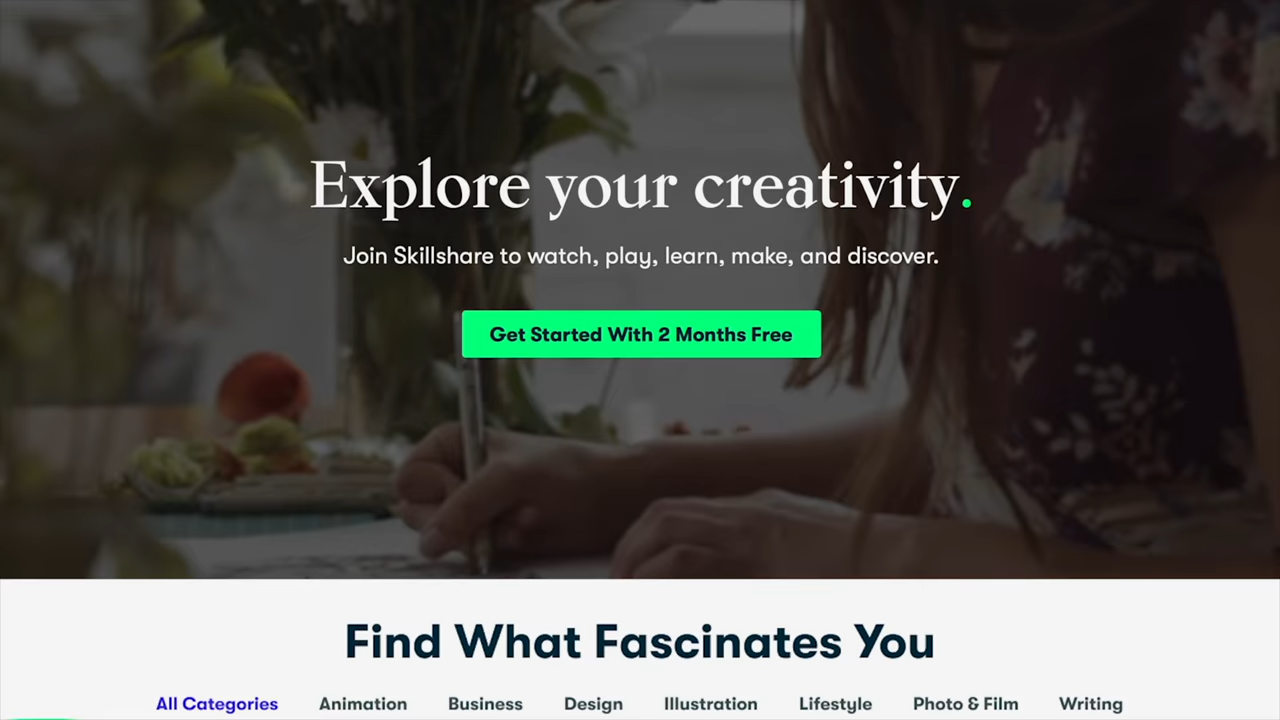 Explore your creativity.
Join Skillshare to watch, play, learn, make, and discover.
Get Started With 2 Months Free
Find What Fascinates You
All Categories Animation Business Design Illustration Lifestyle Photo & Film Writing